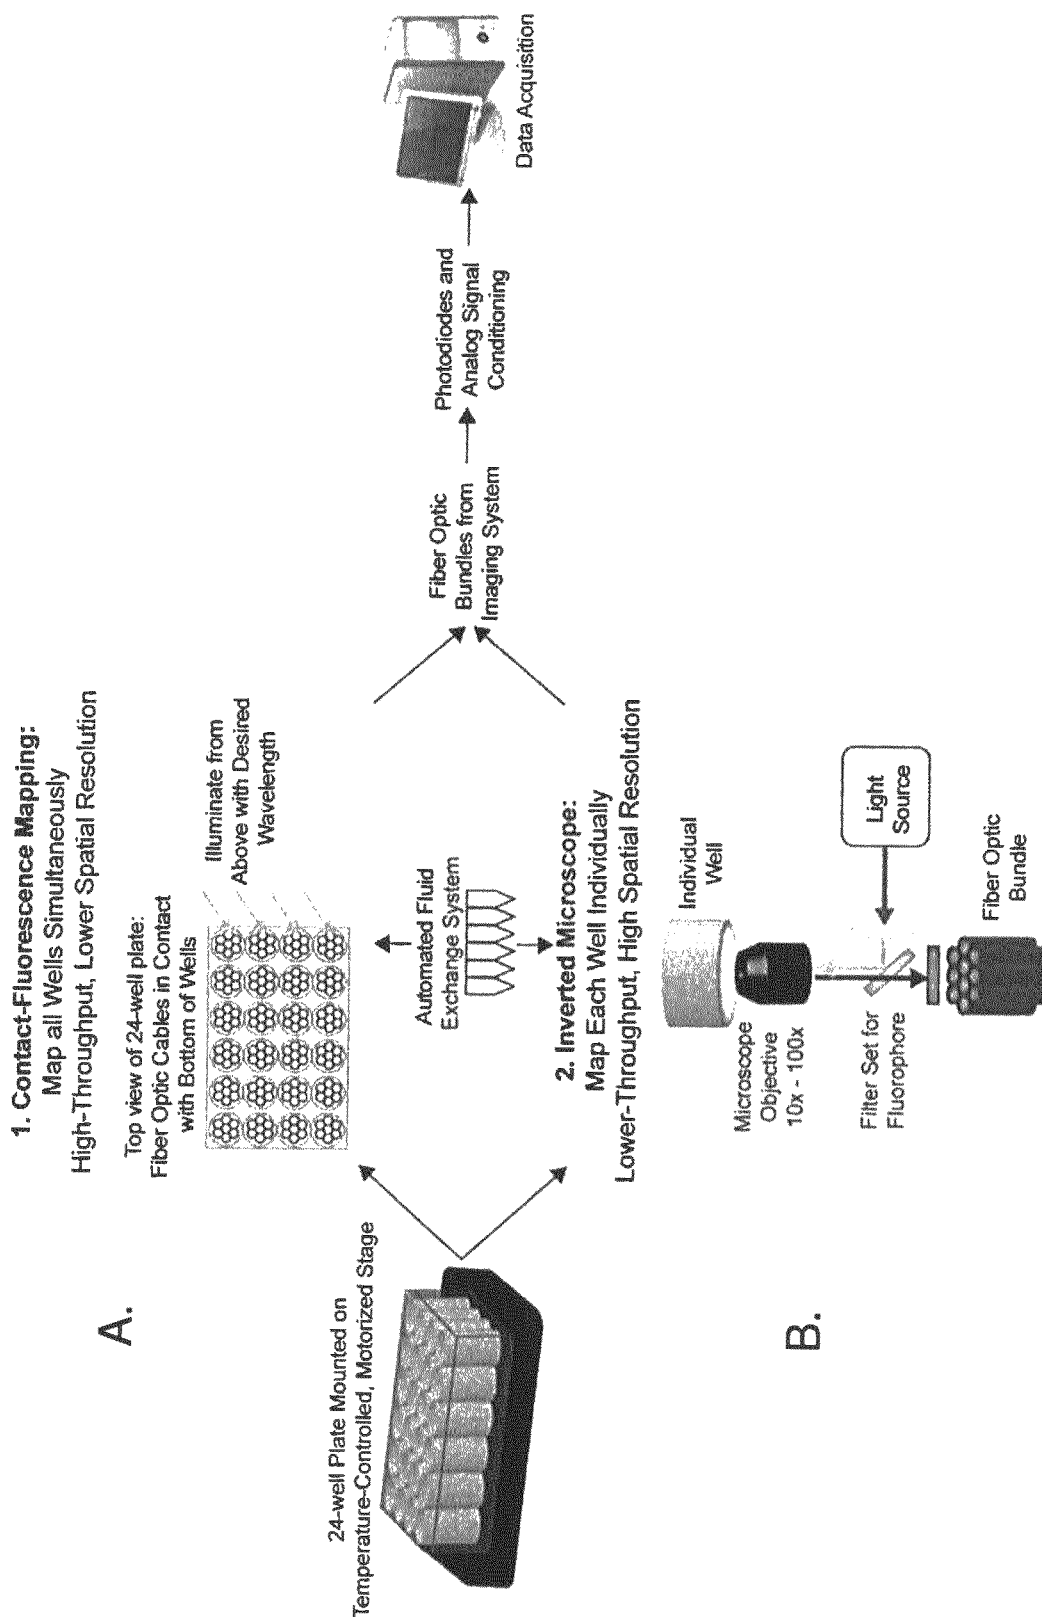 A.
1. Contact-Fluorescence Mapping:
Map all Wells Simultaneously
High-Throughput, Lower Spatial Resolution
Top view of 24-well plate:
Fiber Optic Cables in Contact
with Bottom of Wells
Illuminate from
Above with Desired
Wavelength
24-well Plate Mounted on
Temperature-Controlled, Motorized Stage
Automated Fluid
Exchange System
Fiber Optic
Bundles from
Imaging System
Photodiodes and
Analog Signal
Conditioning
Data Acquisition
B.
2. Inverted Microscope:
Map Each Well Individually
Lower-Throughput, High Spatial Resolution
Individual
Well
Microscope
Objective
10x - 100x
Filter Set for
Fluorophore
Light
Source
Fiber Optic
Bundle